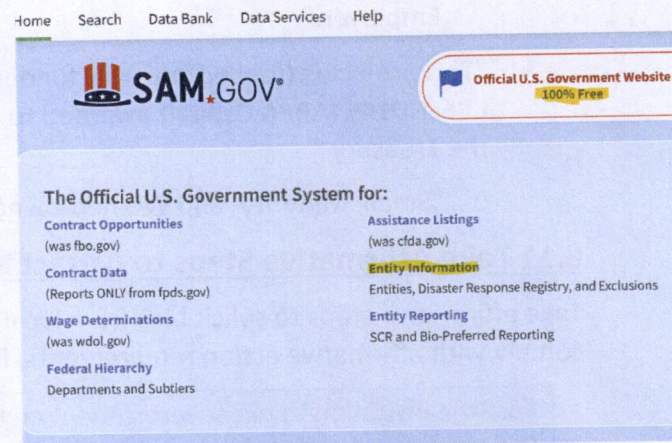 Home Search Data Bank Data Services Help
SAM.GOV®
Official U.S. Government Website
100% Free
The Official U.S. Government System for:
Contract Opportunities
(was fbo.gov)
Contract Data
(Reports ONLY from fpds.gov)
Wage Determinations
(was wdol.gov)
Federal Hierarchy
Departments and Subtiers
Assistance Listings
(was cfda.gov)
Entity Information
Entities, Disaster Response Registry, and Exclusions
Entity Reporting
SCR and Bio-Preferred Reporting